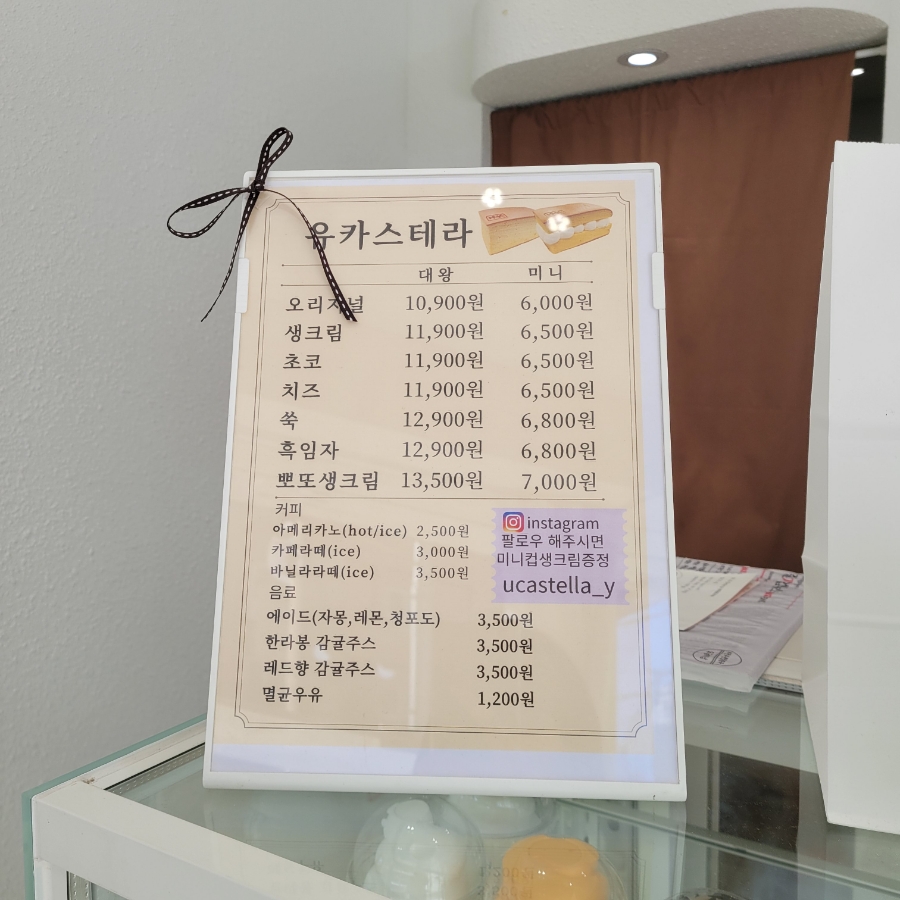 유카스테라
대왕 미니
오리지널 10,900원 6,000원
생크림 11,900원 6,500원
초코 11,900원 6,500원
치즈 11,900원 6,500원
쑥 12,900원 6,800원
흑임자 12,900원 6,800원
뽀또생크림 13,500원 7,000원
커피
아메리카노(hot/ice) 2,500원
카페라떼(ice) 3,000원
바닐라라떼(ice) 3,500원
instagram
팔로우 해주시면
미니컵생크림증정
ucastella_y
음료
에이드(자몽,레몬,청포도) 3,500원
한라봉 감귤주스 3,500원
레드향 감귤주스 3,500원
멸균우유 1,200원